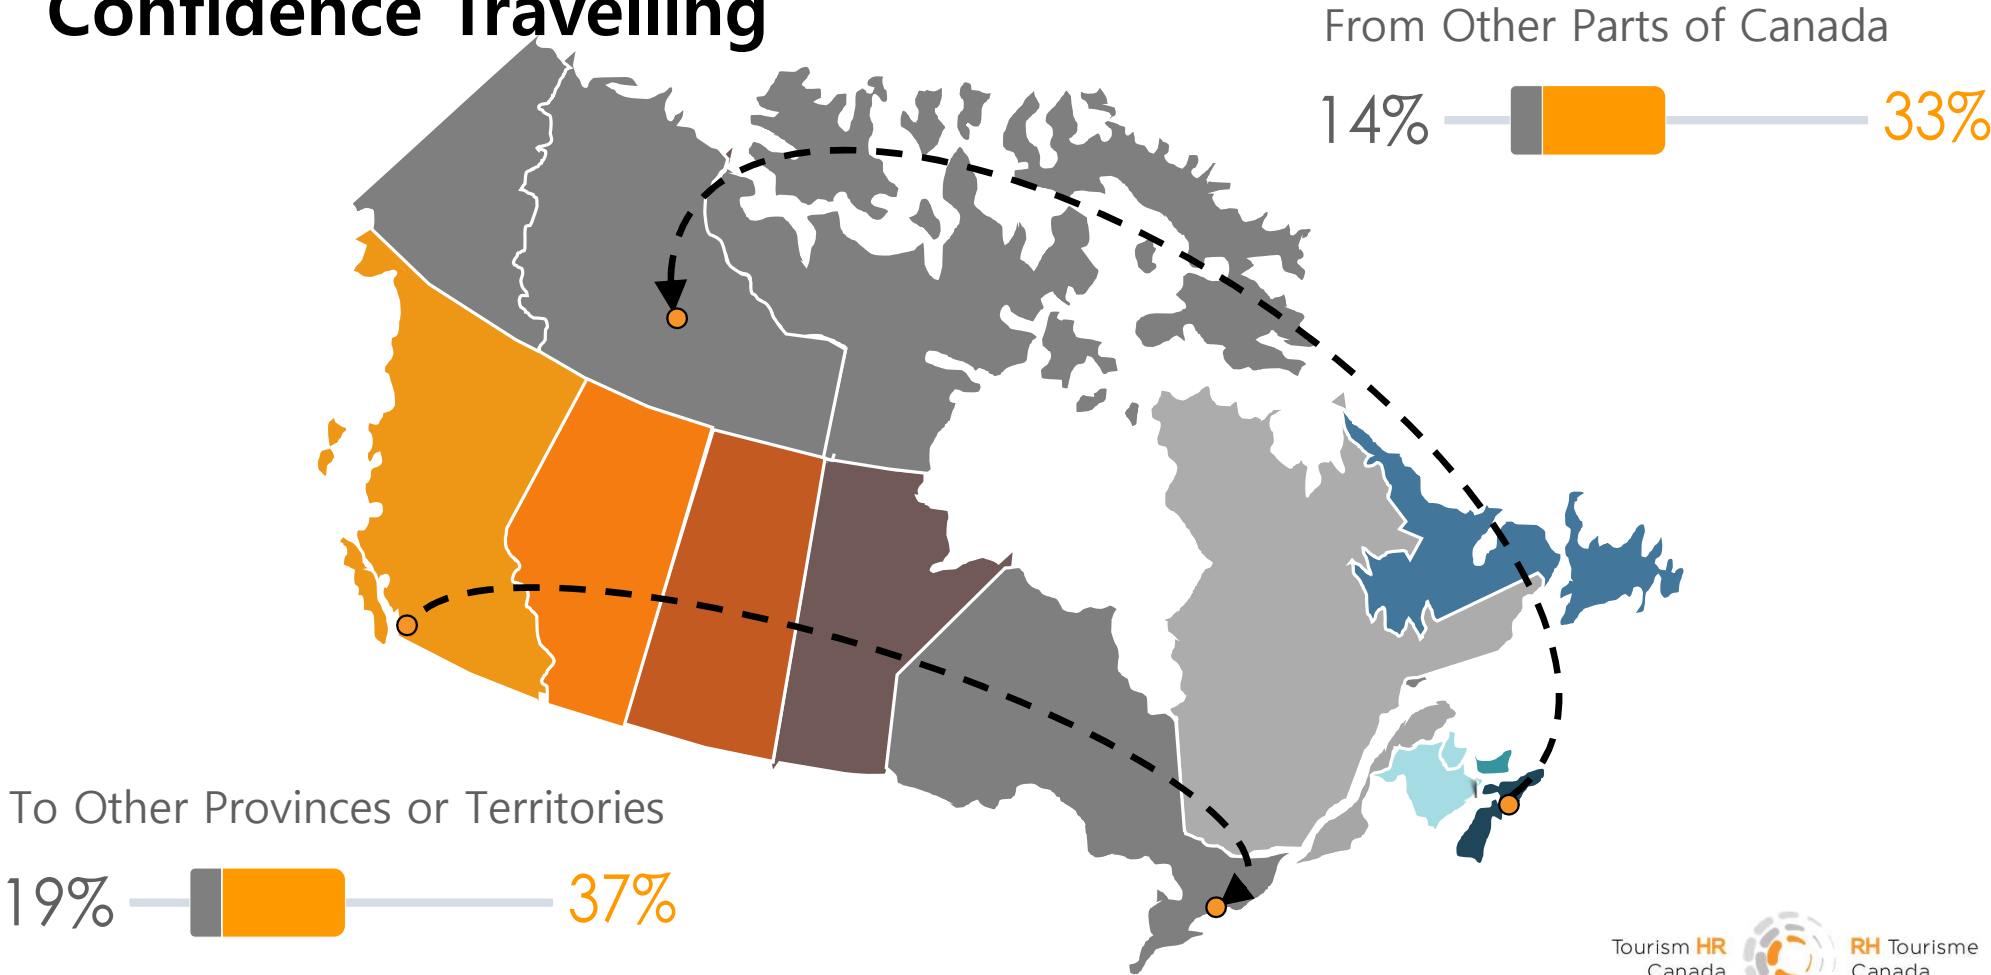 Confidence Travelling
From Other Parts of Canada
14%
33%
To Other Provinces or Territories
19%
37%
Tourism HR
Canada
RH Tourisme
Canada